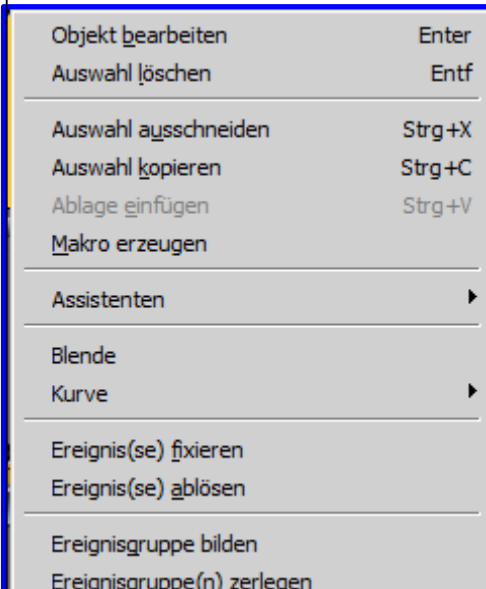 Objekt bearbeiten Enter
Auswahl löschen Entf
Auswahl ausschneiden Strg+X
Auswahl kopieren Strg+C
Ablage einfügen Strg+V
Makro erzeugen
Assistenten
Blende
Kurve
Ereignis(se) fixieren
Ereignis(se) ablösen
Ereignisgruppe bilden
Ereignisgruppe(n) zerlegen